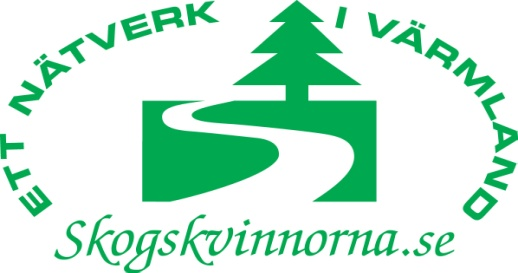 ETT NÄTVERK I VÄRMLAND
Skogskvinnorna.se